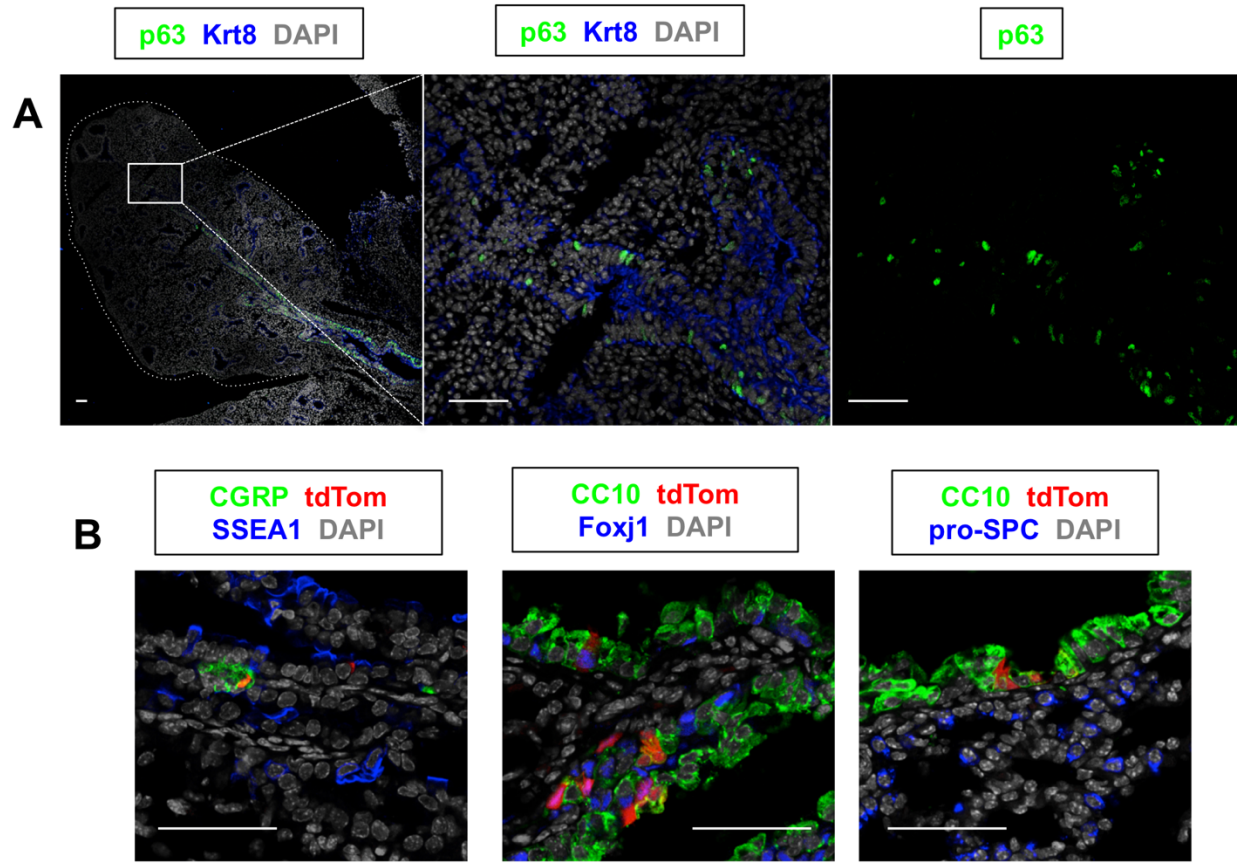 p63 Krt8 DAPI
p63 Krt8 DAPI
p63
A
CGRP tdTom
SSEA1 DAPI
CC10 tdTom
Foxj1 DAPI
CC10 tdTom
pro-SPC DAPI
B